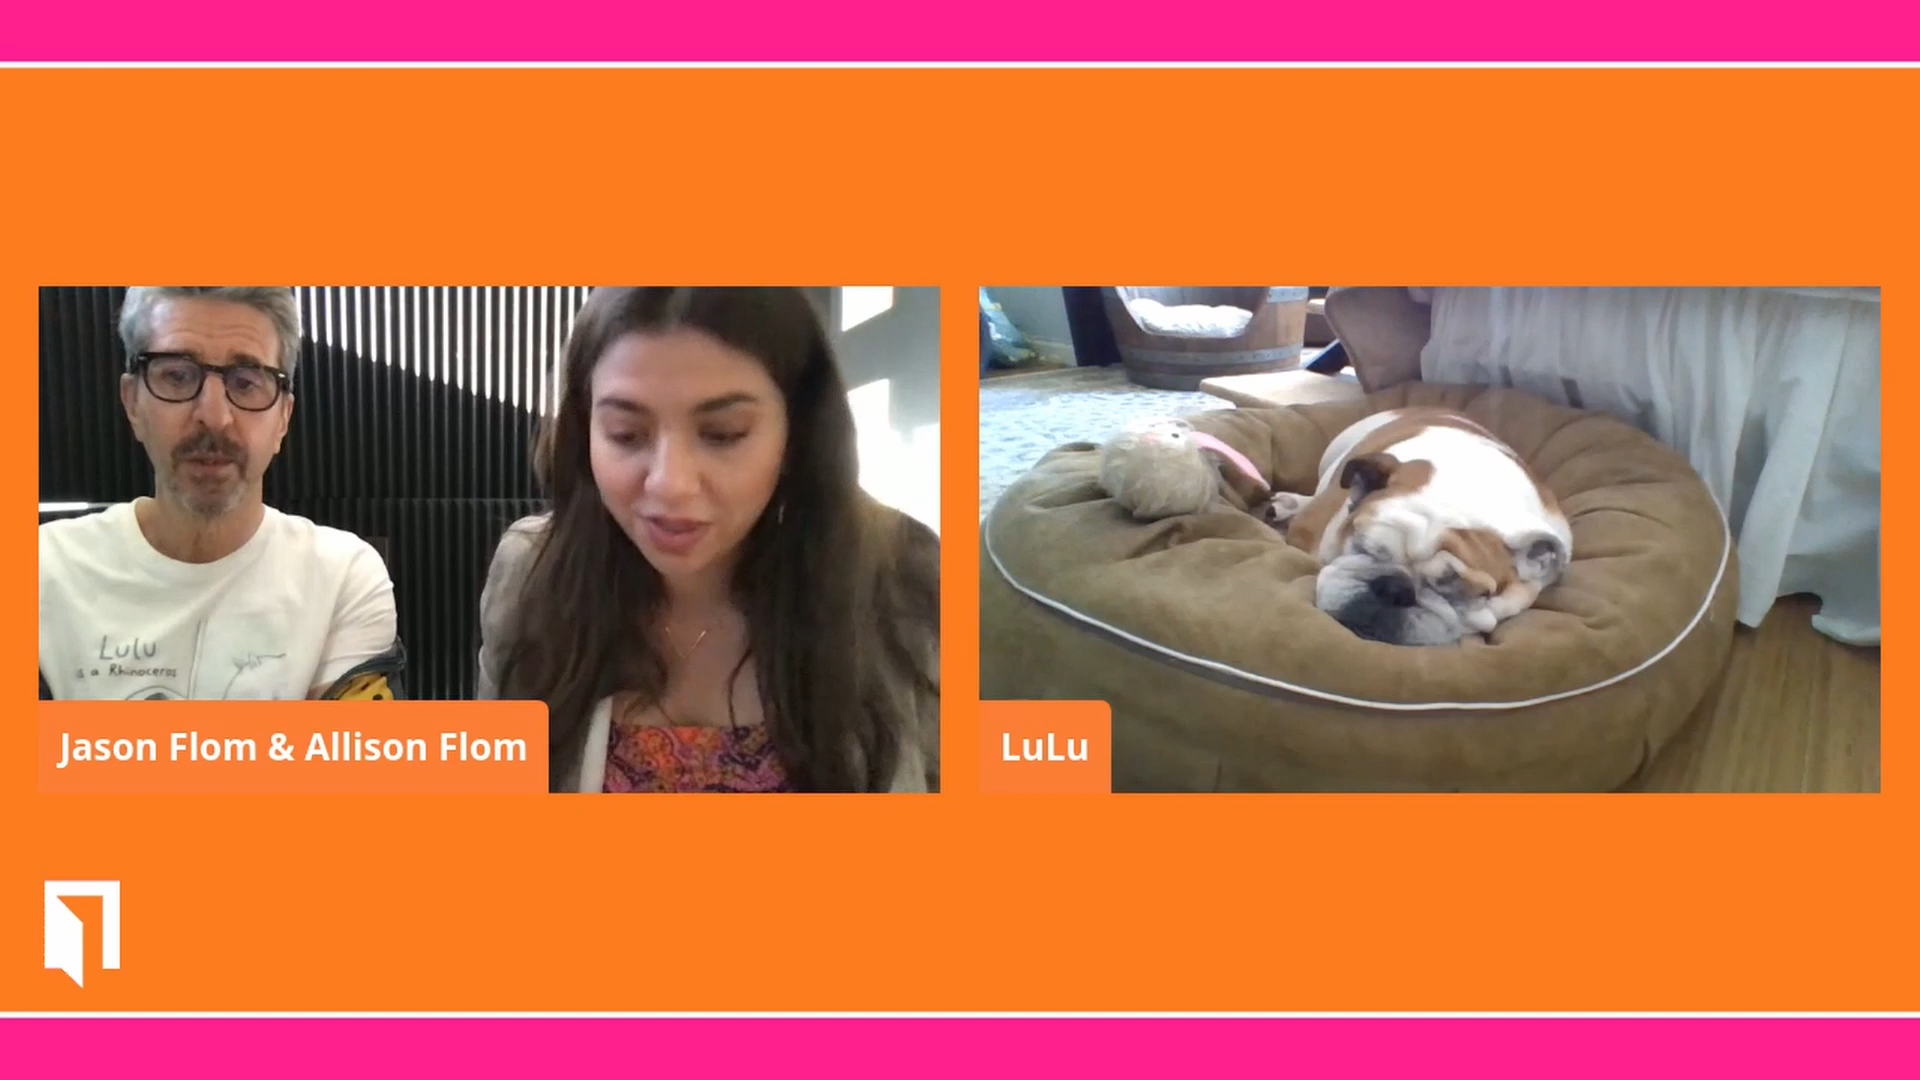 Lulu
is a Rhinoceros
Jason Flom & Allison Flom
LuLu